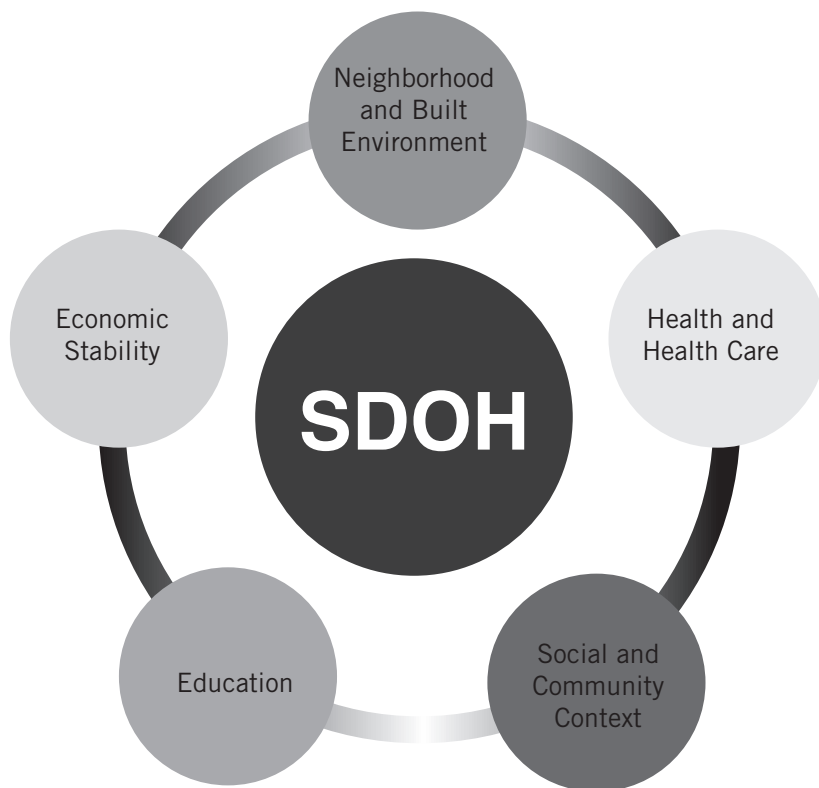 Neighborhood
and Built
Environment
Economic
Stability
Health and
Health Care
SDOH
Education
Social and
Community
Context